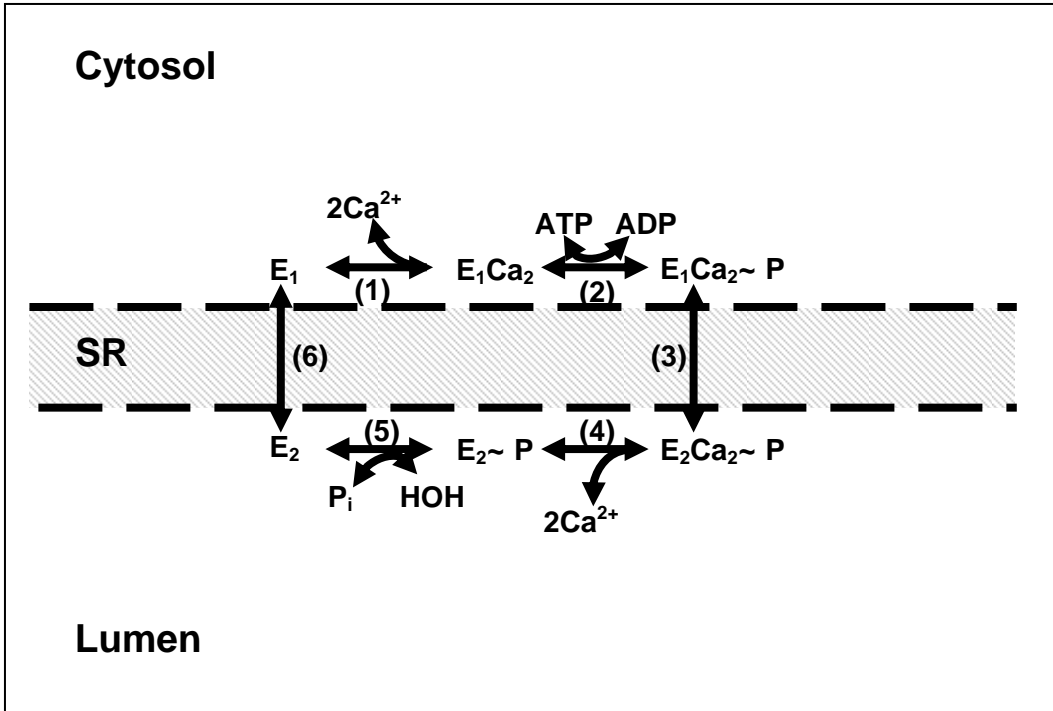 Cytosol
2Ca²⁺
ATP ADP
E₁ E₁Ca₂ E₁Ca₂~ P
(1) (2)
SR (6) (3)
(5) (4)
E₂ E₂~ P E₂Ca₂~ P
Pᵢ HOH
2Ca²⁺
Lumen